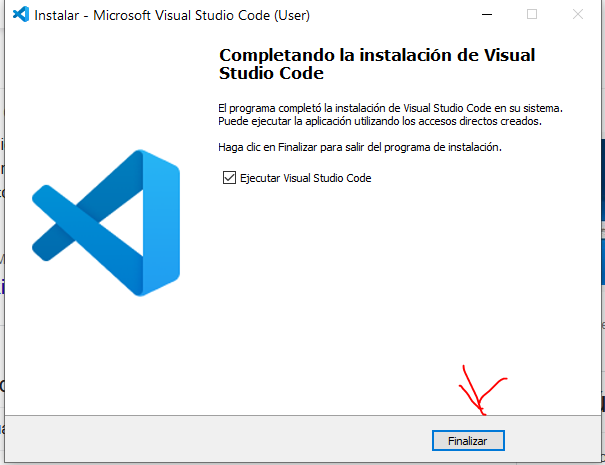 Instalar - Microsoft Visual Studio Code (User)
Completando la instalación de Visual
Studio Code
El programa completó la instalación de Visual Studio Code en su sistema.
Puede ejecutar la aplicación utilizando los accesos directos creados.
Haga clic en Finalizar para salir del programa de instalación.
Ejecutar Visual Studio Code
Finalizar